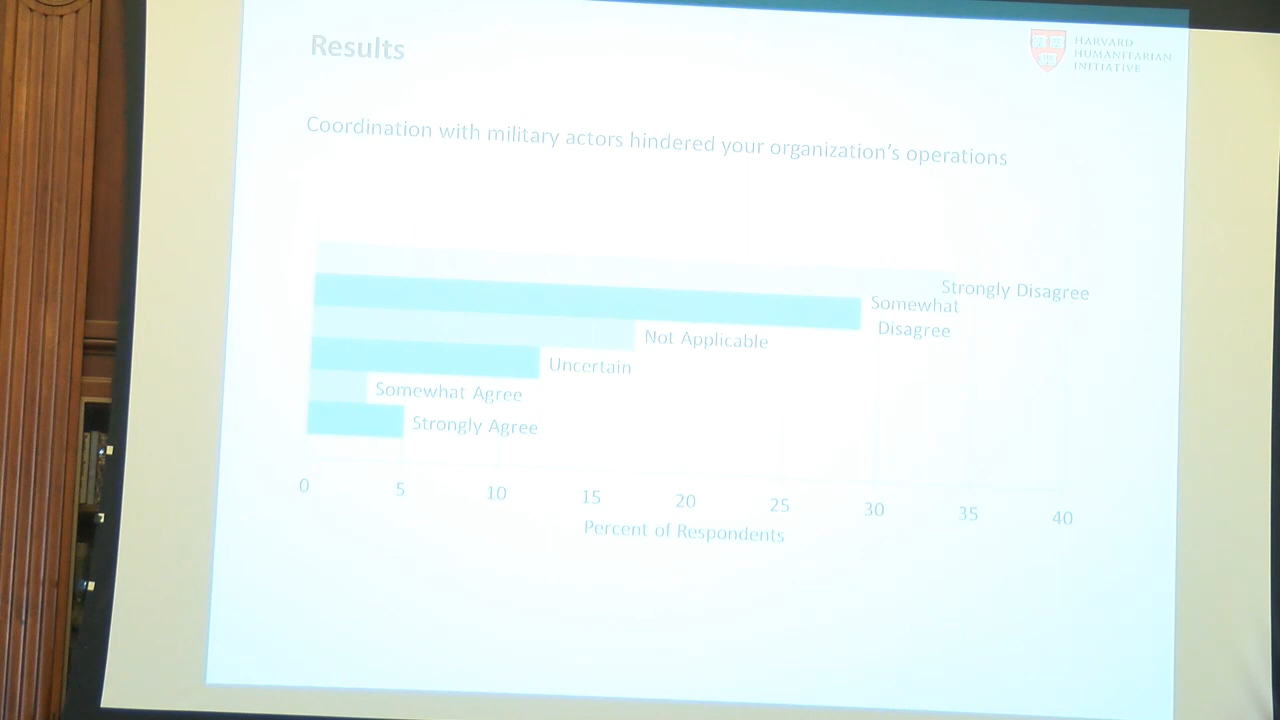 Results
HARVARD
HUMANITARIAN
INITIATIVE
Coordination with military actors hindered your organization's operations
Strongly Disagree
Somewhat
Disagree
Not Applicable
Uncertain
Somewhat Agree
Strongly Agree
0 5 10 15 20 25 30 35 40
Percent of Respondents